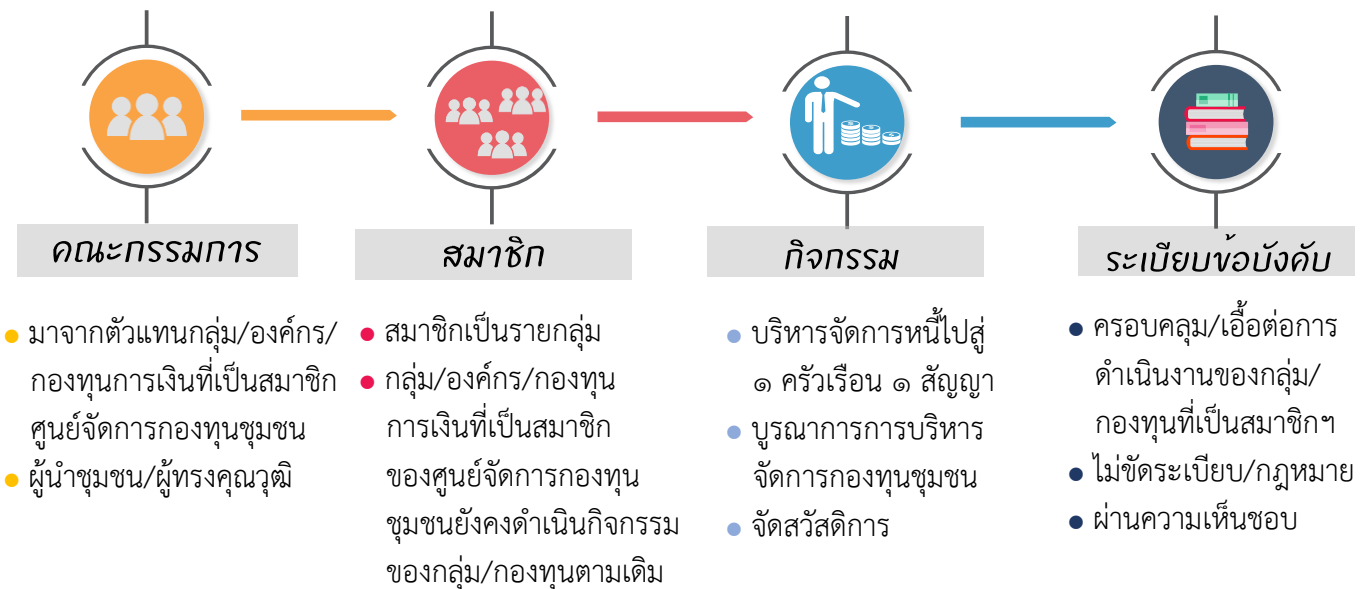 คณะกรรมการ
มาจากตัวแทนกลุ่ม/องค์กร/
กองทุนการเงินที่เป็นสมาชิก
ศูนย์จัดการกองทุนชุมชน
ผู้นำชุมชน/ผู้ทรงคุณวุฒิ
สมาชิก
สมาชิกเป็นรายกลุ่ม
กลุ่ม/องค์กร/กองทุน
การเงินที่เป็นสมาชิก
ของศูนย์จัดการกองทุน
ชุมชนยังคงดำเนินกิจกรรม
ของกลุ่ม/กองทุนตามเดิม
กิจกรรม
บริหารจัดการหนี้ไปสู่
๑ ครัวเรือน ๑ สัญญา
บูรณาการการบริหาร
จัดการกองทุนชุมชน
จัดสวัสดิการ
ระเบียบข้อบังคับ
ครอบคลุม/เอื้อต่อการ
ดำเนินงานของกลุ่ม/
กองทุนที่เป็นสมาชิกฯ
ไม่ขัดระเบียบ/กฎหมาย
ผ่านความเห็นชอบ